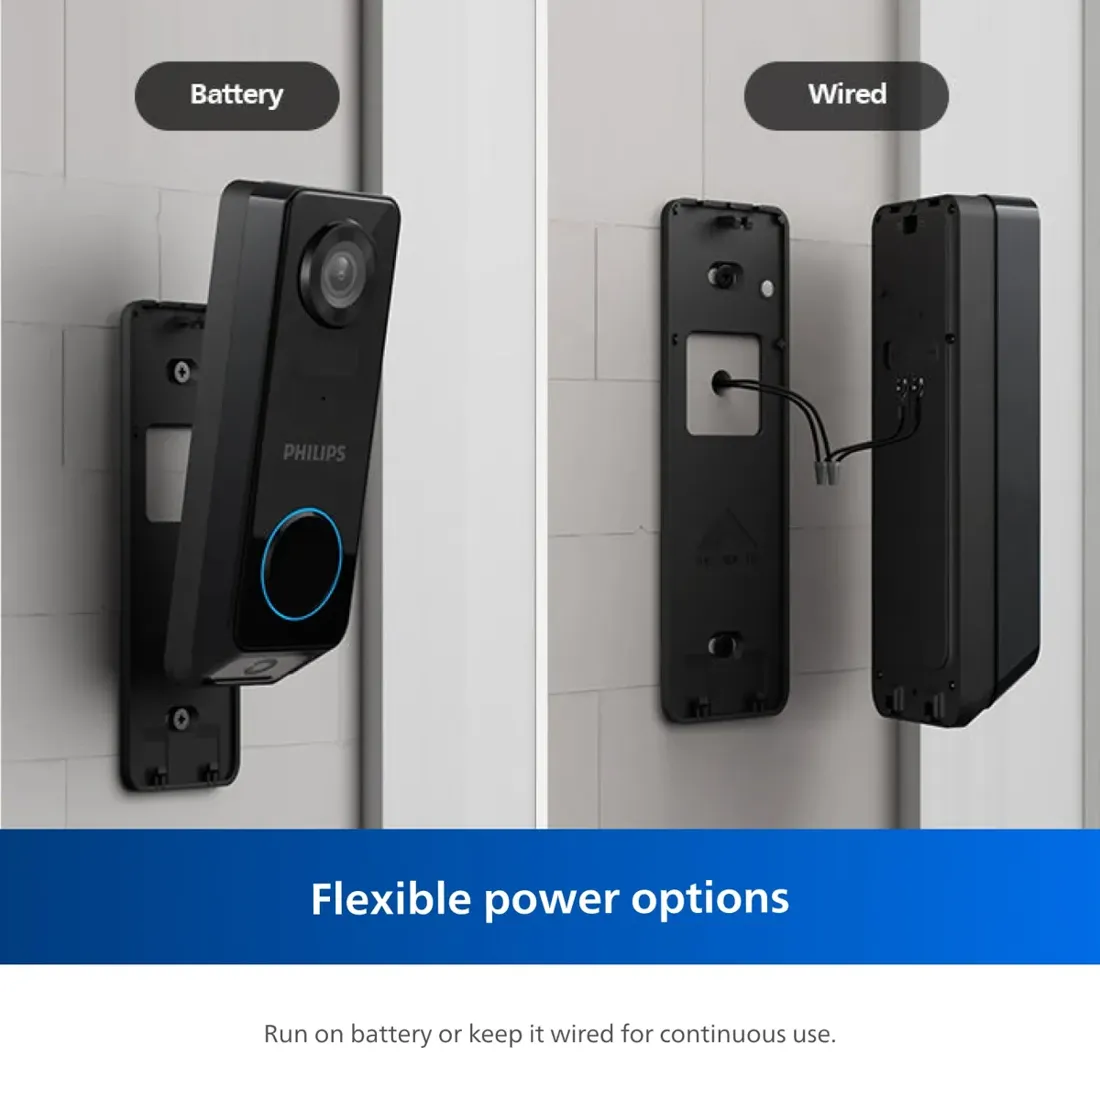 Battery
Wired
PHILIPS
Flexible power options
Run on battery or keep it wired for continuous use.